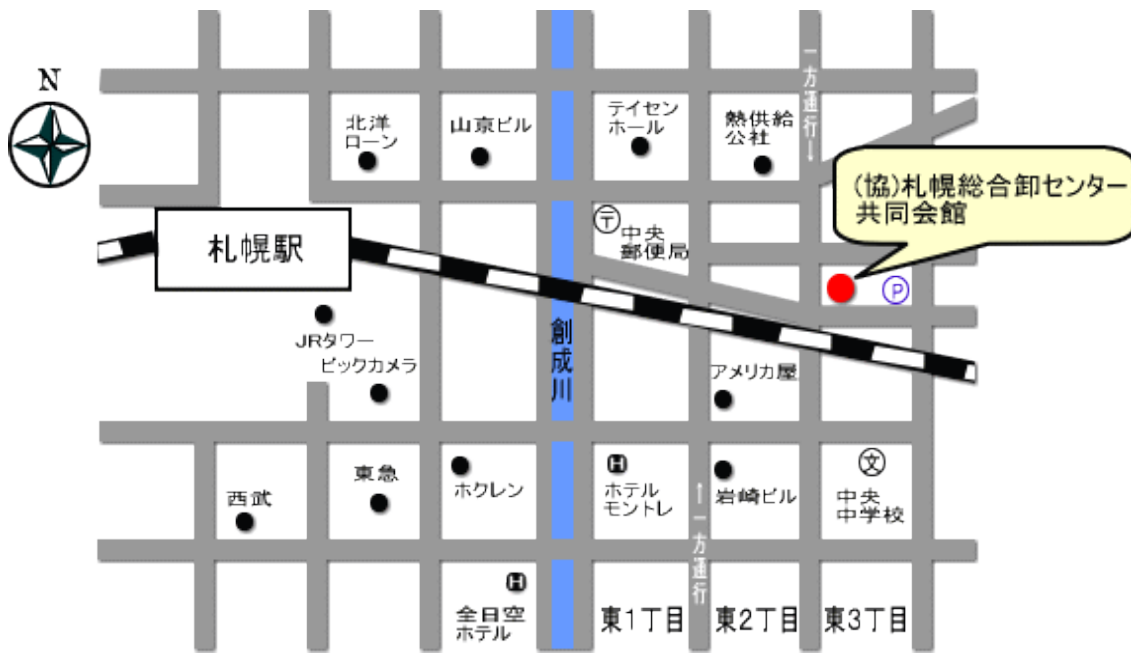 N
北洋
ローン
山京ビル
テイセン
ホール
熱供給
公社
一方通行→
(協)札幌総合卸センター
共同会館
札幌駅
〒
中央
郵便局
P
JRタワー
ビックカメラ
創成川
アメリカ屋
西武
東急
ホクレン
H
ホテル
モントレ
←一方通行
岩崎ビル
文
中央
中学校
H
全日空
ホテル
東1丁目
東2丁目
東3丁目